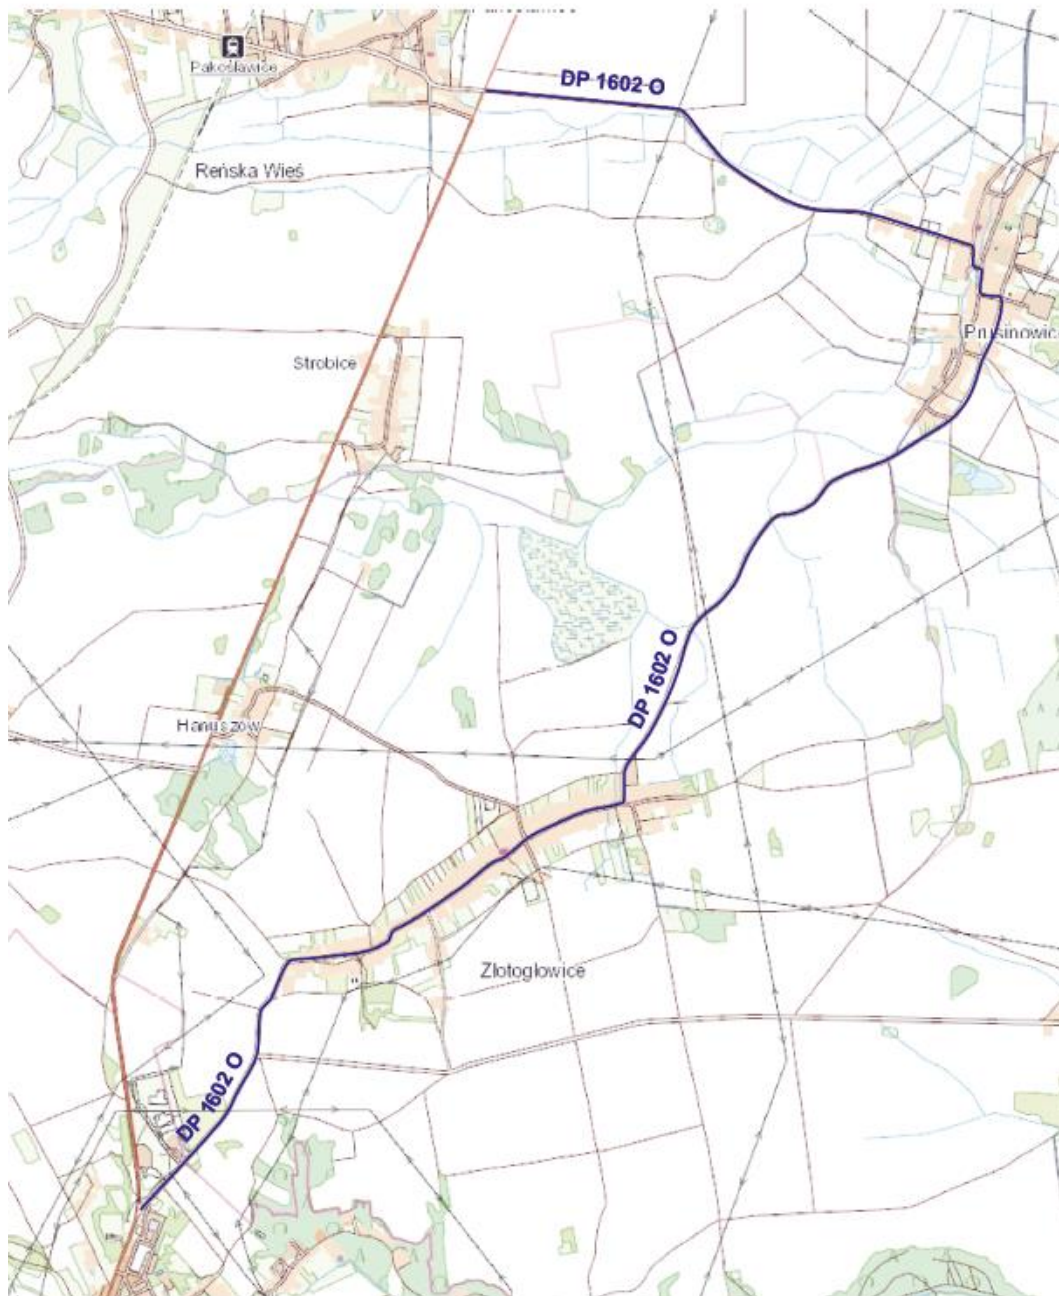 Pakosławice
DP 1602 O
Reńska Wieś
Prusinowic
Strobice
DP 1602 O
Hanuszów
Złotogłowice
DP 1602 O